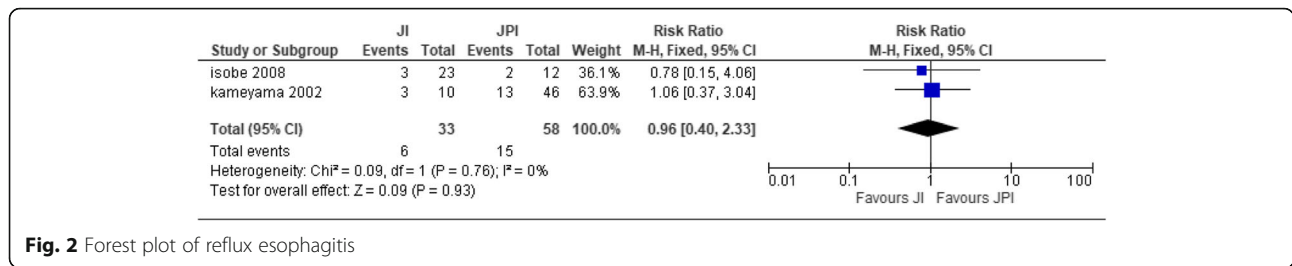 JI JPI Risk Ratio Risk Ratio
Study or Subgroup Events Total Events Total Weight M-H, Fixed, 95% CI M-H, Fixed, 95% CI
isobe 2008 3 23 2 12 36.1% 0.78 [0.15, 4.06]
kameyama 2002 3 10 13 46 63.9% 1.06 [0.37, 3.04]
Total (95% CI) 33 58 100.0% 0.96 [0.40, 2.33]
Total events 6 15
Heterogeneity: Chi² = 0.09, df = 1 (P = 0.76); I² = 0%
Test for overall effect: Z = 0.09 (P = 0.93)
0.01 0.1 1 10 100
Favours JI Favours JPI
Fig. 2 Forest plot of reflux esophagitis